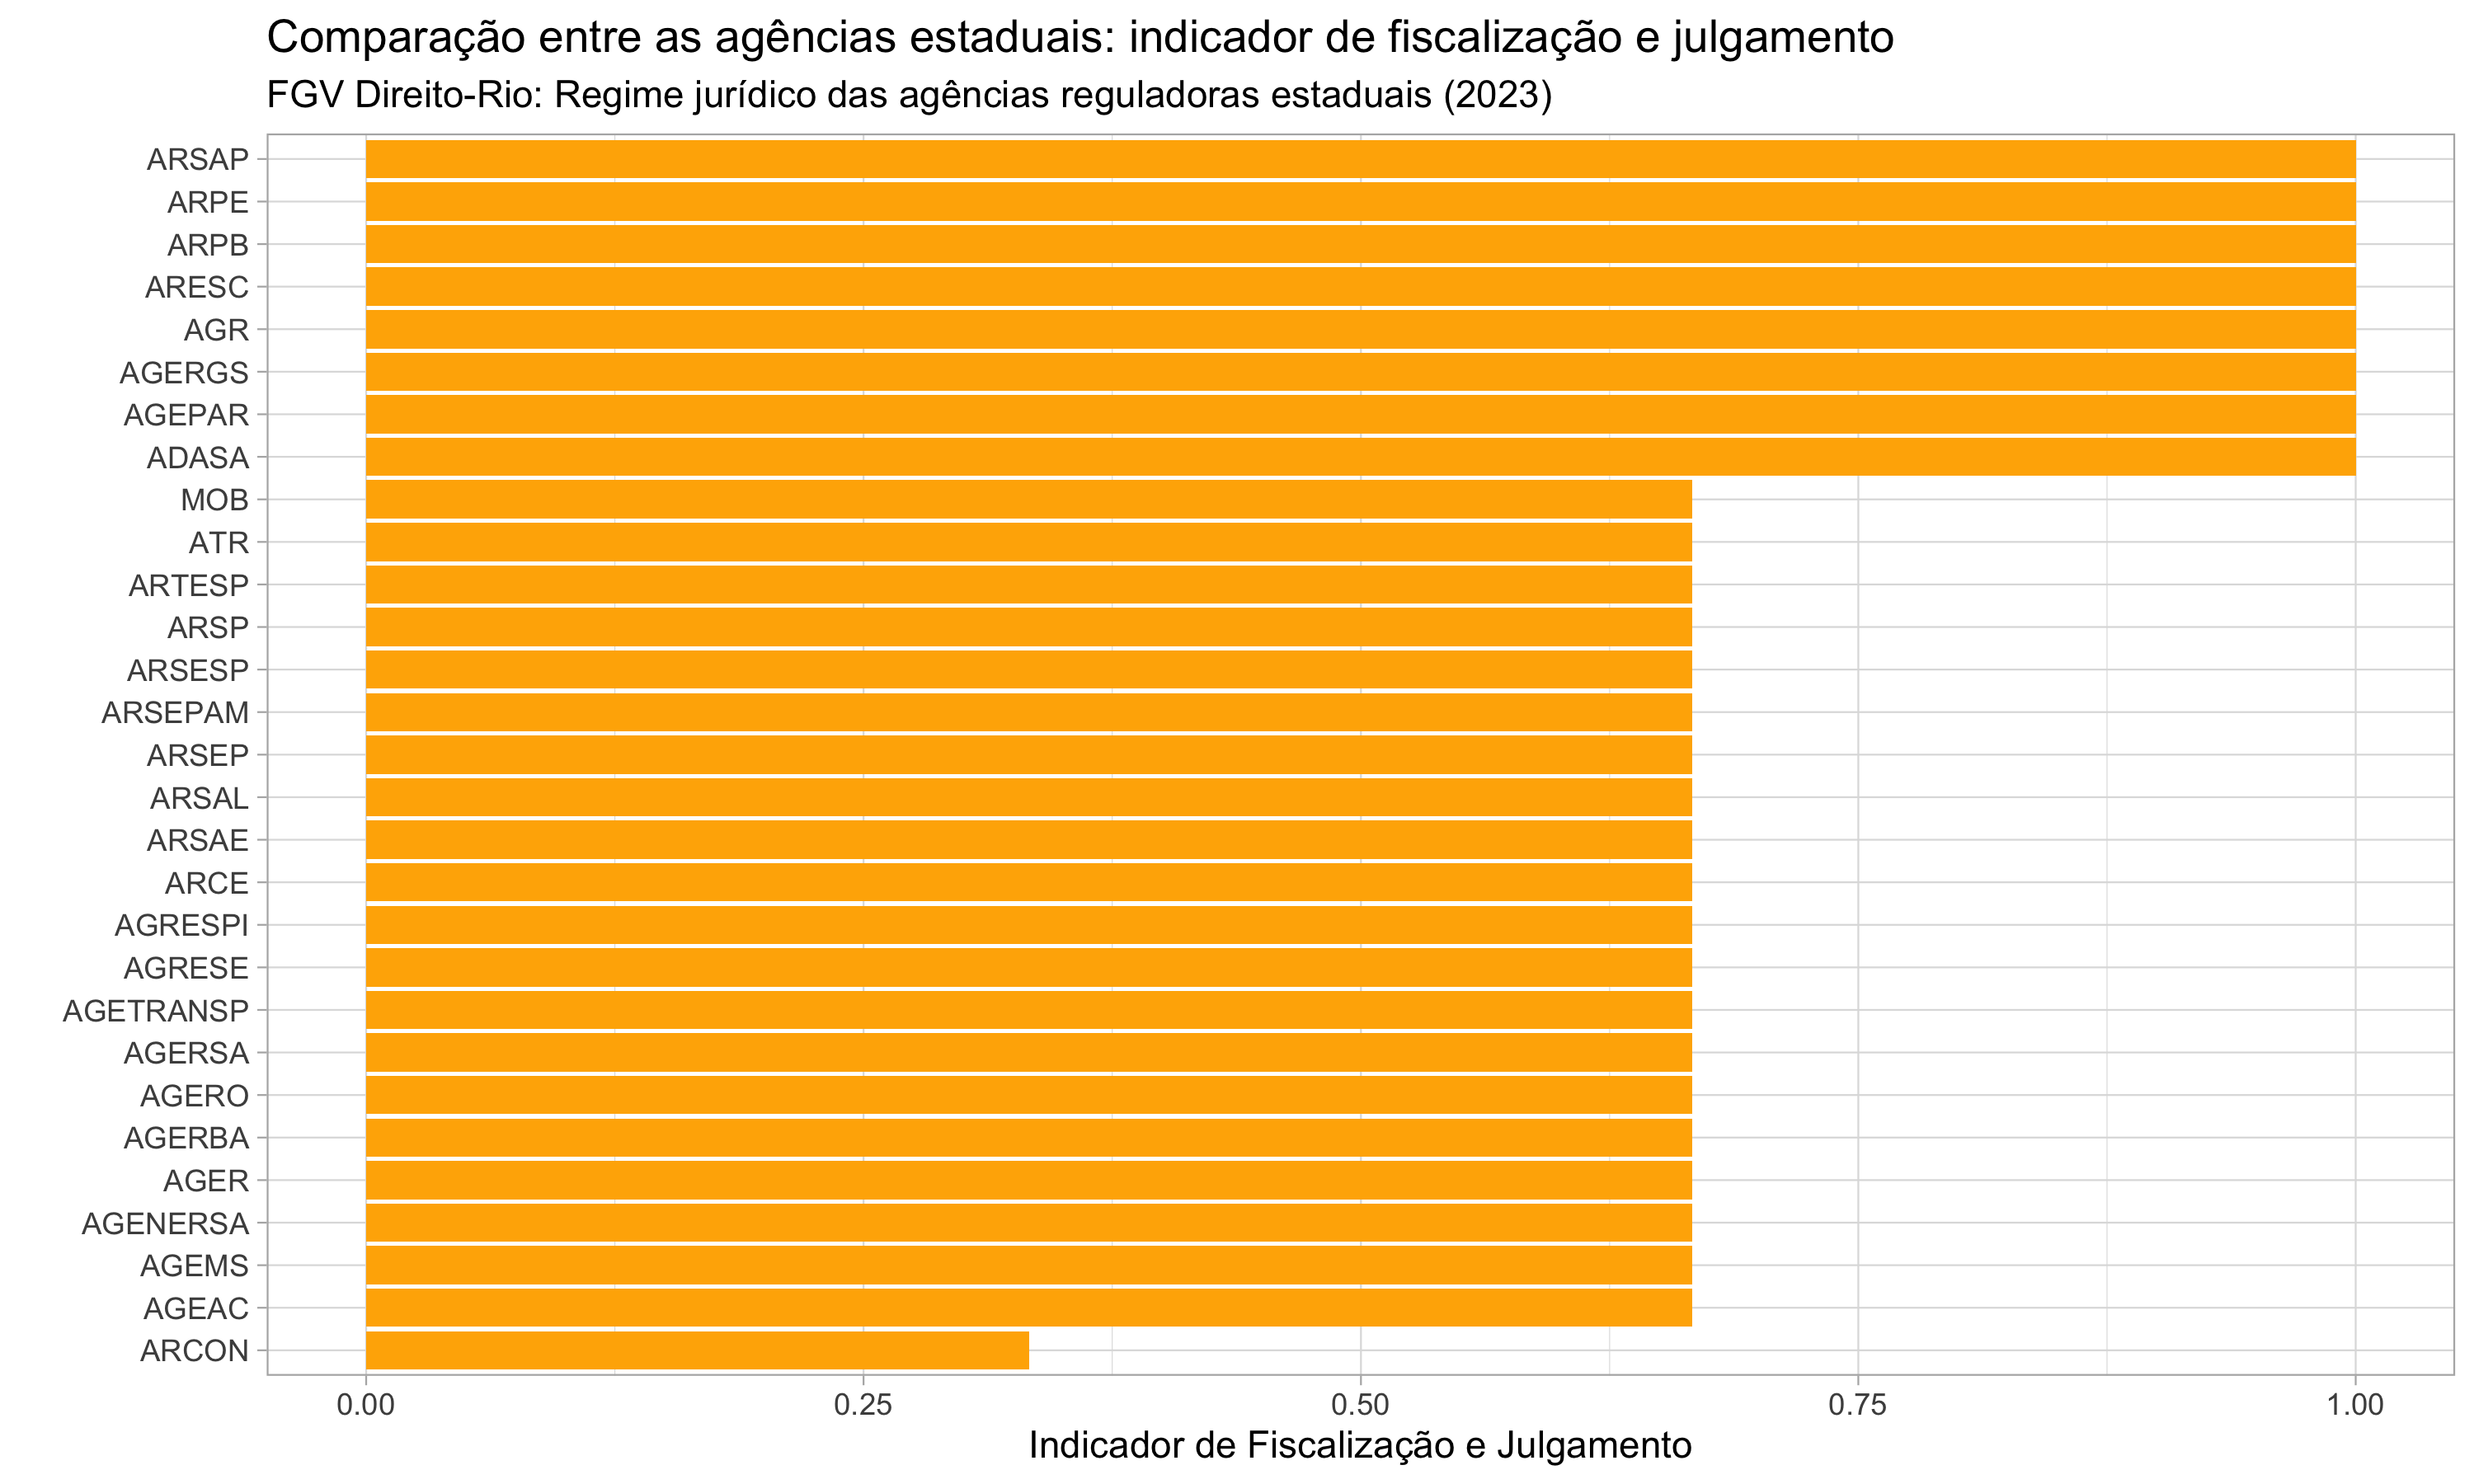 Comparação entre as agências estaduais: indicador de fiscalização e julgamento
FGV Direito-Rio: Regime jurídico das agências reguladoras estaduais (2023)
ARSAP
ARPE
ARPB
ARESC
AGR
AGERGS
AGEPAR
ADASA
MOB
ATR
ARTESP
ARSP
ARSESP
ARSEPAM
ARSEP
ARSAL
ARSAE
ARCE
AGRESPI
AGRESE
AGETRANSP
AGERSA
AGERO
AGERBA
AGER
AGENERSA
AGEMS
AGEAC
ARCON
0.00 0.25 0.50 0.75 1.00
Indicador de Fiscalização e Julgamento